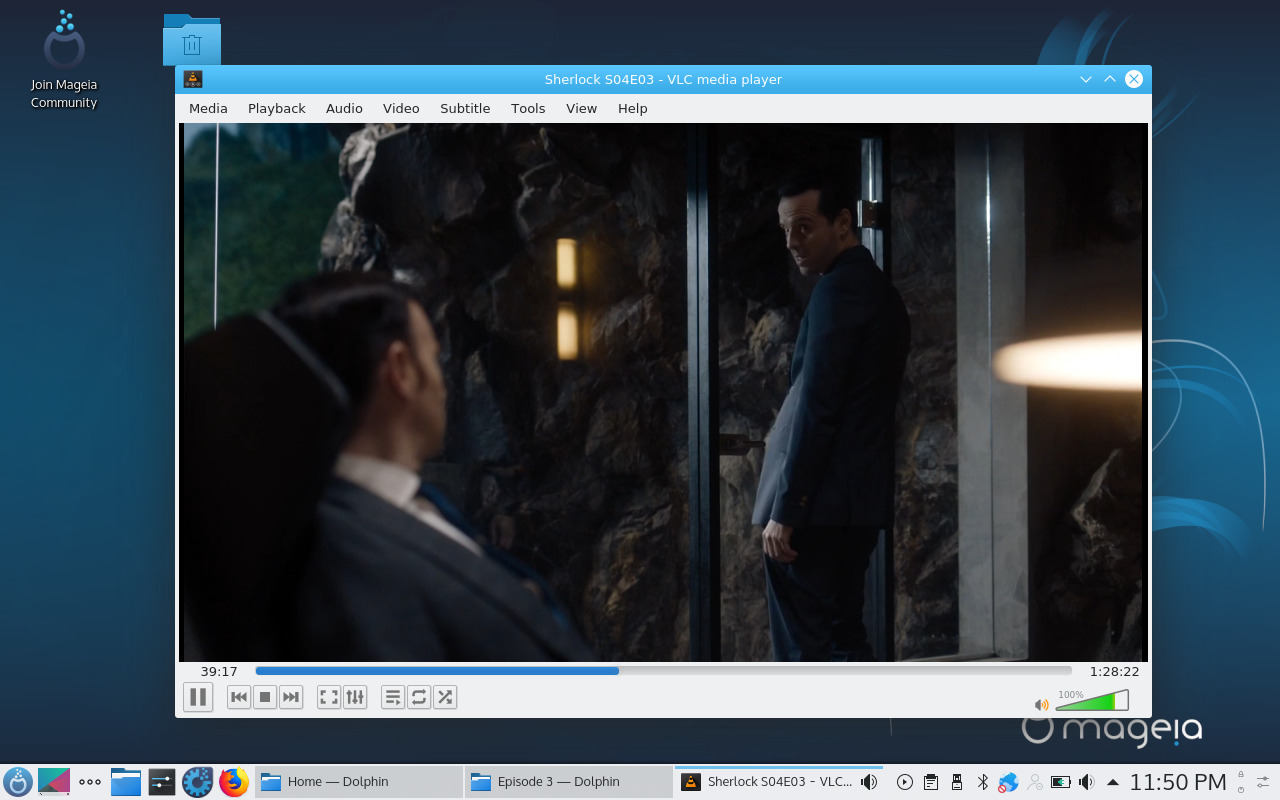 Join Mageia
Community
Sherlock S04E03 - VLC media player
Media Playback Audio Video Subtitle Tools View Help
39:17
1:28:22
100%
mageia
Home — Dolphin
Episode 3 — Dolphin
Sherlock S04E03 - VLC...
11:50 PM